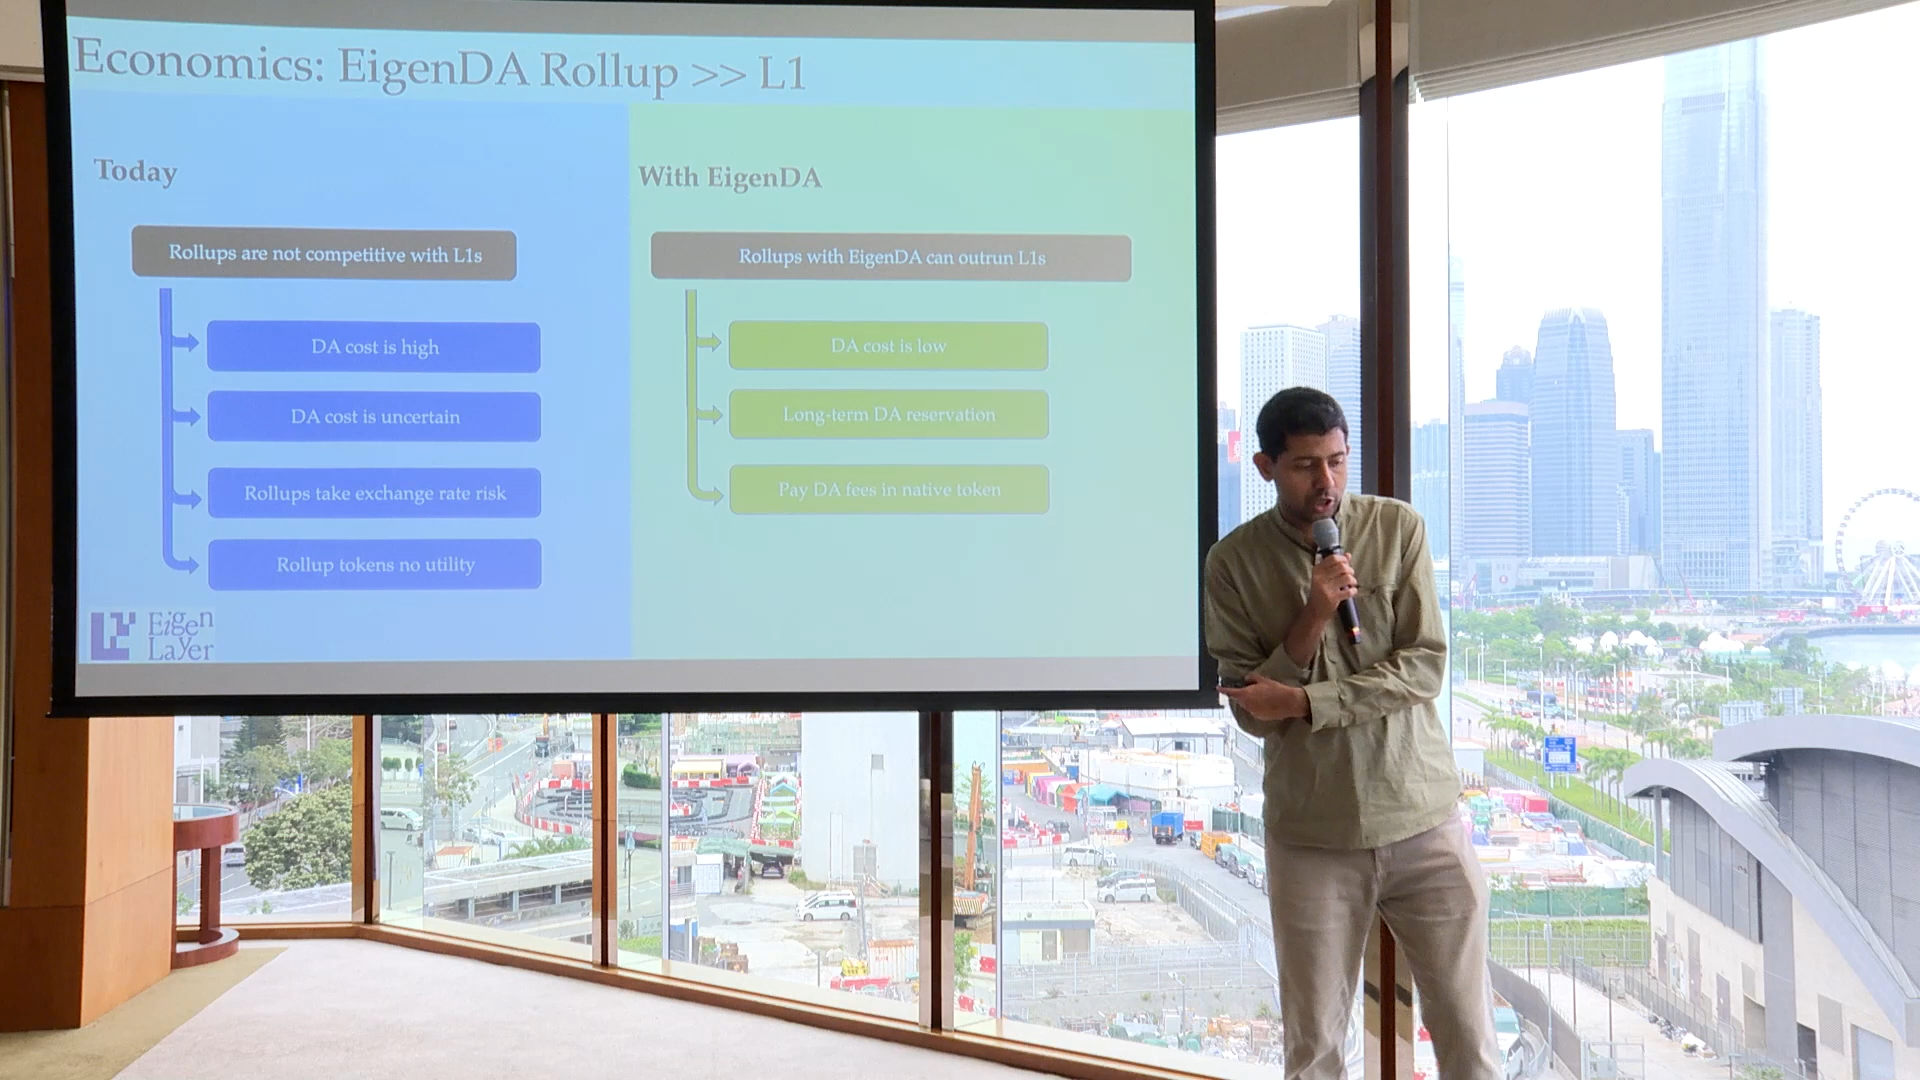 Economics: EigenDA Rollup >> L1
Today
Rollups are not competitive with L1s
DA cost is high
DA cost is uncertain
Rollups take exchange rate risk
Rollup tokens no utility
With EigenDA
Rollups with EigenDA can outrun L1s
DA cost is low
Long-term DA reservation
Pay DA fees in native token
Eigen
Layer